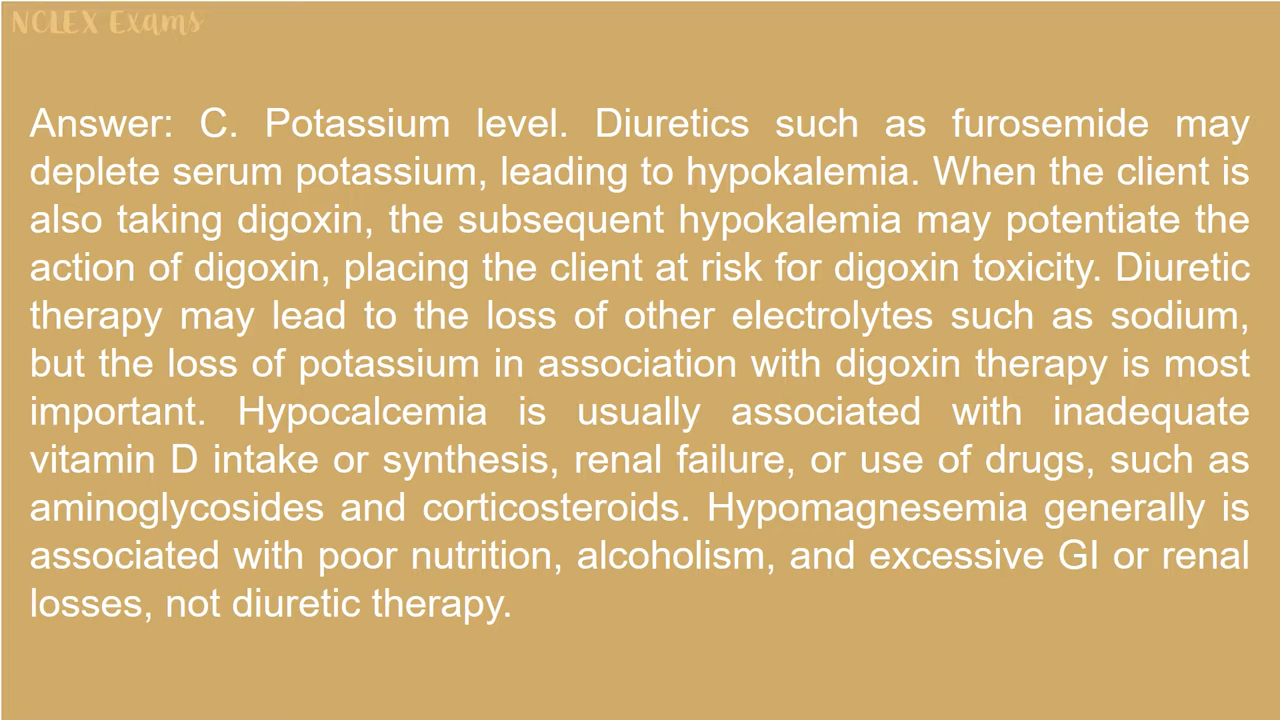 NCLEX Exams
Answer: C. Potassium level. Diuretics such as furosemide may
deplete serum potassium, leading to hypokalemia. When the client is
also taking digoxin, the subsequent hypokalemia may potentiate the
action of digoxin, placing the client at risk for digoxin toxicity. Diuretic
therapy may lead to the loss of other electrolytes such as sodium,
but the loss of potassium in association with digoxin therapy is most
important. Hypocalcemia is usually associated with inadequate
vitamin D intake or synthesis, renal failure, or use of drugs, such as
aminoglycosides and corticosteroids. Hypomagnesemia generally is
associated with poor nutrition, alcoholism, and excessive GI or renal
losses, not diuretic therapy.